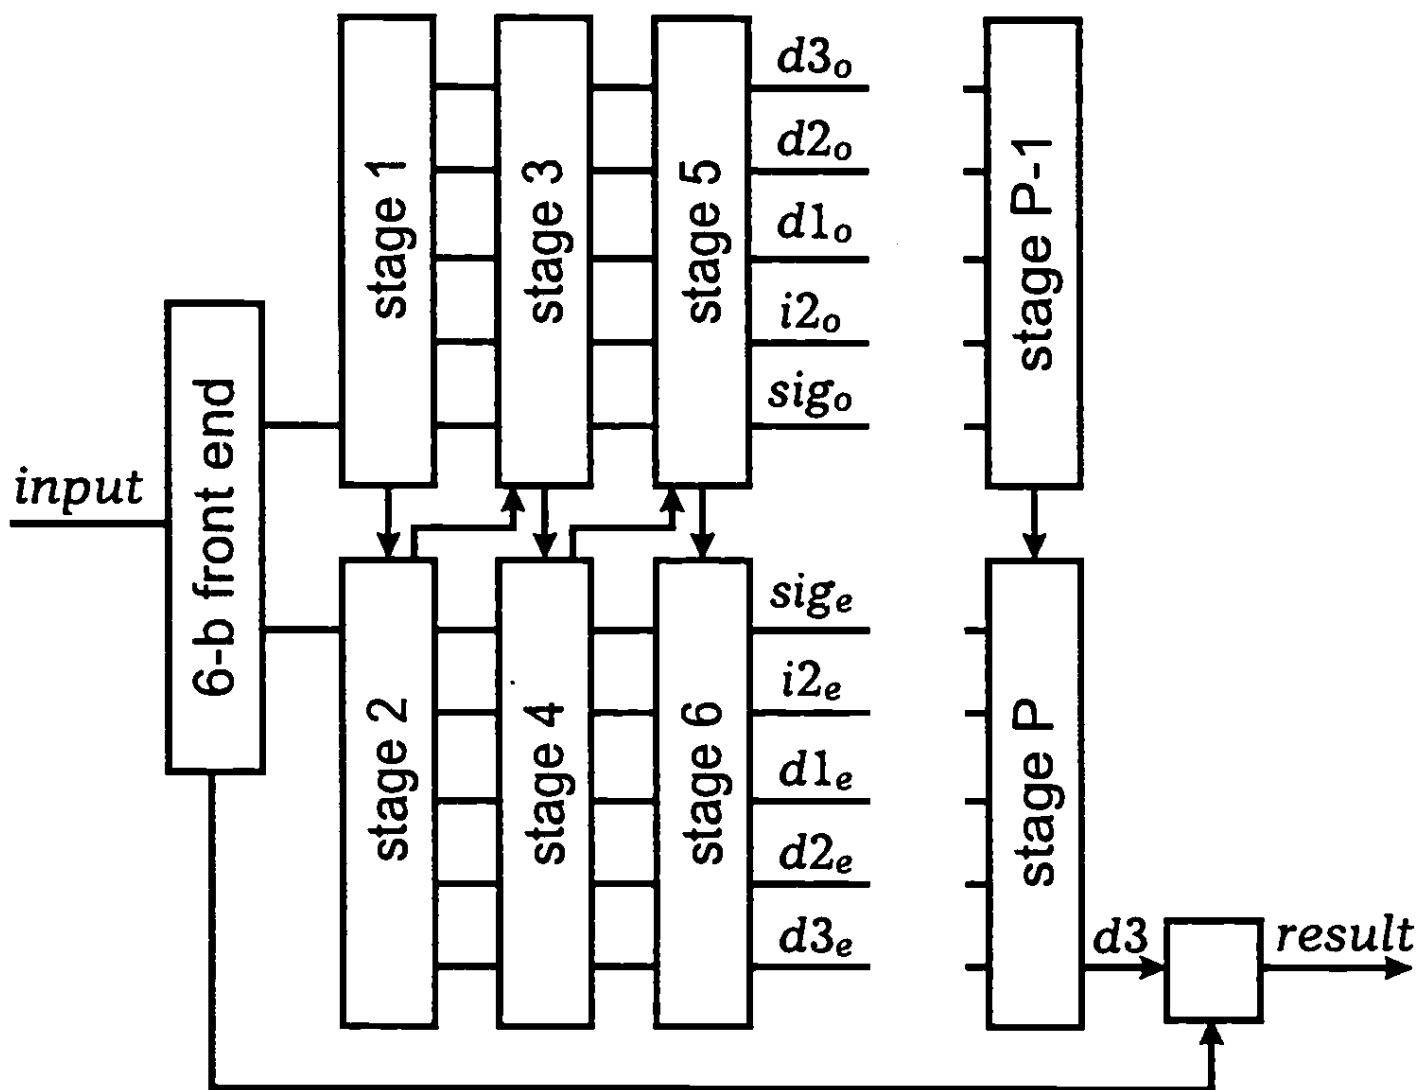 input
6-b front end
stage 1
stage 3
stage 5
d3ₒ
d2ₒ
d1ₒ
i2ₒ
sigₒ
stage P-1
stage 2
stage 4
stage 6
sigₑ
i2ₑ
d1ₑ
d2ₑ
d3ₑ
stage P
d3
result